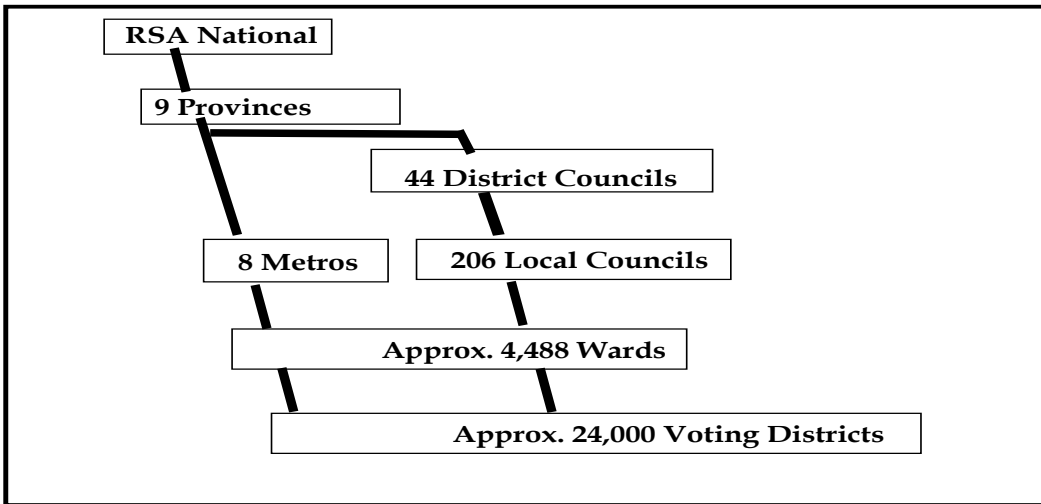 RSA National
9 Provinces
44 District Councils
8 Metros
206 Local Councils
Approx. 4,488 Wards
Approx. 24,000 Voting Districts